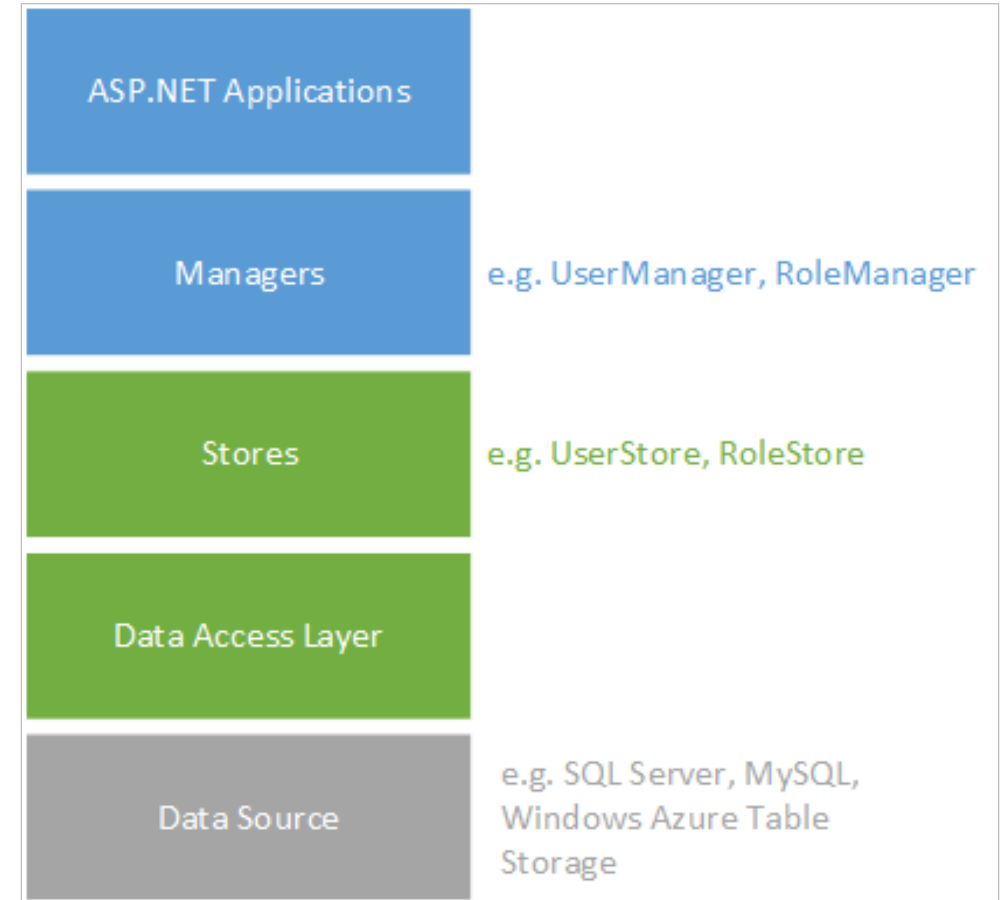 ASP.NET Applications
Managers
e.g. UserManager, RoleManager
Stores
e.g. UserStore, RoleStore
Data Access Layer
Data Source
e.g. SQL Server, MySQL,
Windows Azure Table
Storage